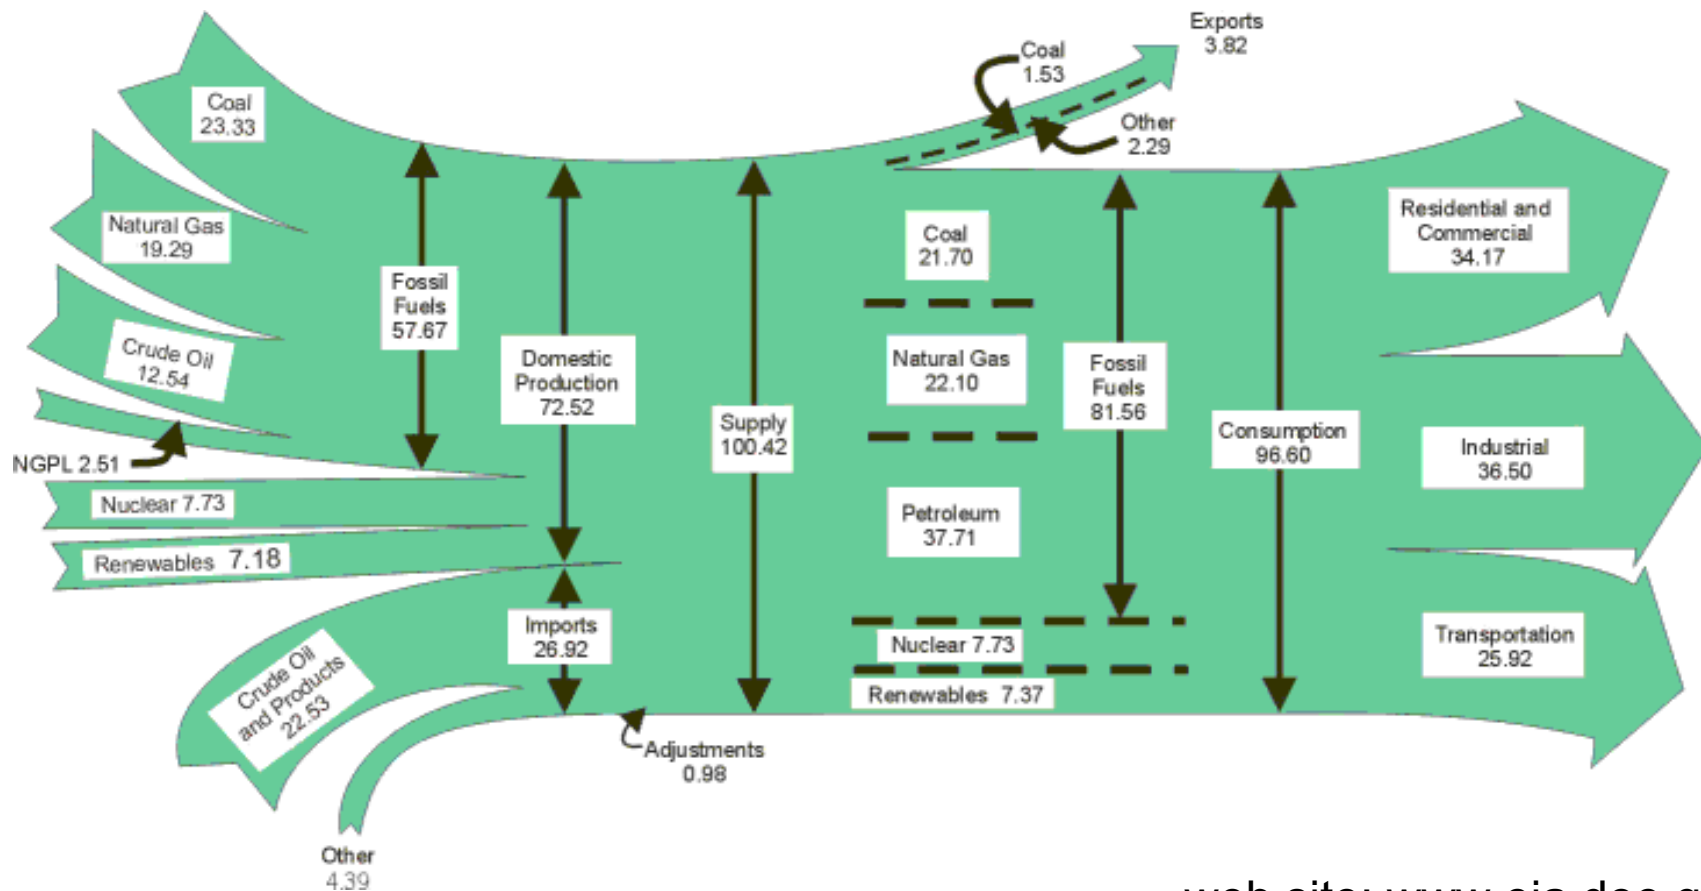 Exports
3.82
Coal
1.53
Other
2.29
Coal
23.33
Natural Gas
19.29
Crude Oil
12.54
NGPL 2.51
Nuclear 7.73
Renewables 7.18
Crude Oil
and Products
22.53
Other
4.39
Fossil
Fuels
57.67
Domestic
Production
72.52
Imports
26.92
Adjustments
0.98
Supply
100.42
Coal
21.70
Natural Gas
22.10
Petroleum
37.71
Nuclear 7.73
Renewables 7.37
Fossil
Fuels
81.56
Consumption
96.60
Residential and
Commercial
34.17
Industrial
36.50
Transportation
25.92